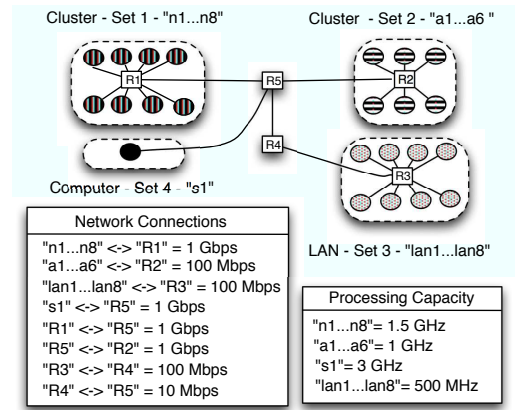 Cluster - Set 1 - "n1...n8"
Cluster - Set 2 - "a1...a6 "
R1
R5
R2
R4
R3
Computer - Set 4 - "s1"
LAN - Set 3 - "lan1...lan8"
Network Connections
"n1...n8" <-> "R1" = 1 Gbps
"a1...a6" <-> "R2" = 100 Mbps
"lan1...lan8" <-> "R3" = 100 Mbps
"s1" <-> "R5" = 1 Gbps
"R1" <-> "R5" = 1 Gbps
"R5" <-> "R2" = 1 Gbps
"R3" <-> "R4" = 100 Mbps
"R4" <-> "R5" = 10 Mbps
Processing Capacity
"n1...n8"= 1.5 GHz
"a1...a6"= 1 GHz
"s1"= 3 GHz
"lan1...lan8"= 500 MHz